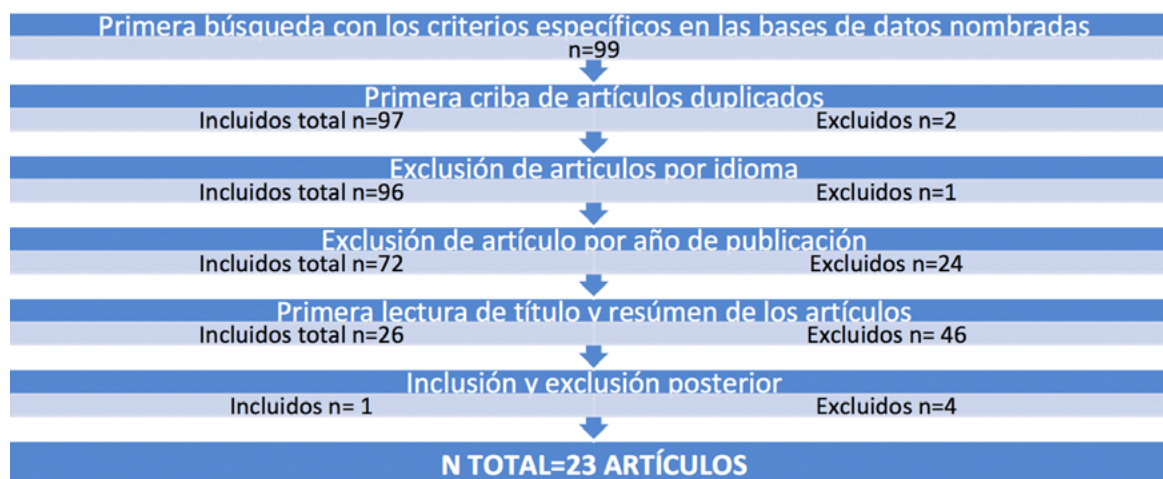 Primera búsqueda con los criterios específicos en las bases de datos nombradas
n=99
Primera criba de artículos duplicados
Incluidos total n=97 Excluidos n=2
Exclusión de artículos por idioma
Incluidos total n=96 Excluidos n=1
Exclusión de artículo por año de publicación
Incluidos total n=72 Excluidos n=24
Primera lectura de título y resúmen de los artículos
Incluidos total n=26 Excluidos n= 46
Inclusión y exclusión posterior
Incluidos n= 1 Excluidos n=4
N TOTAL=23 ARTÍCULOS